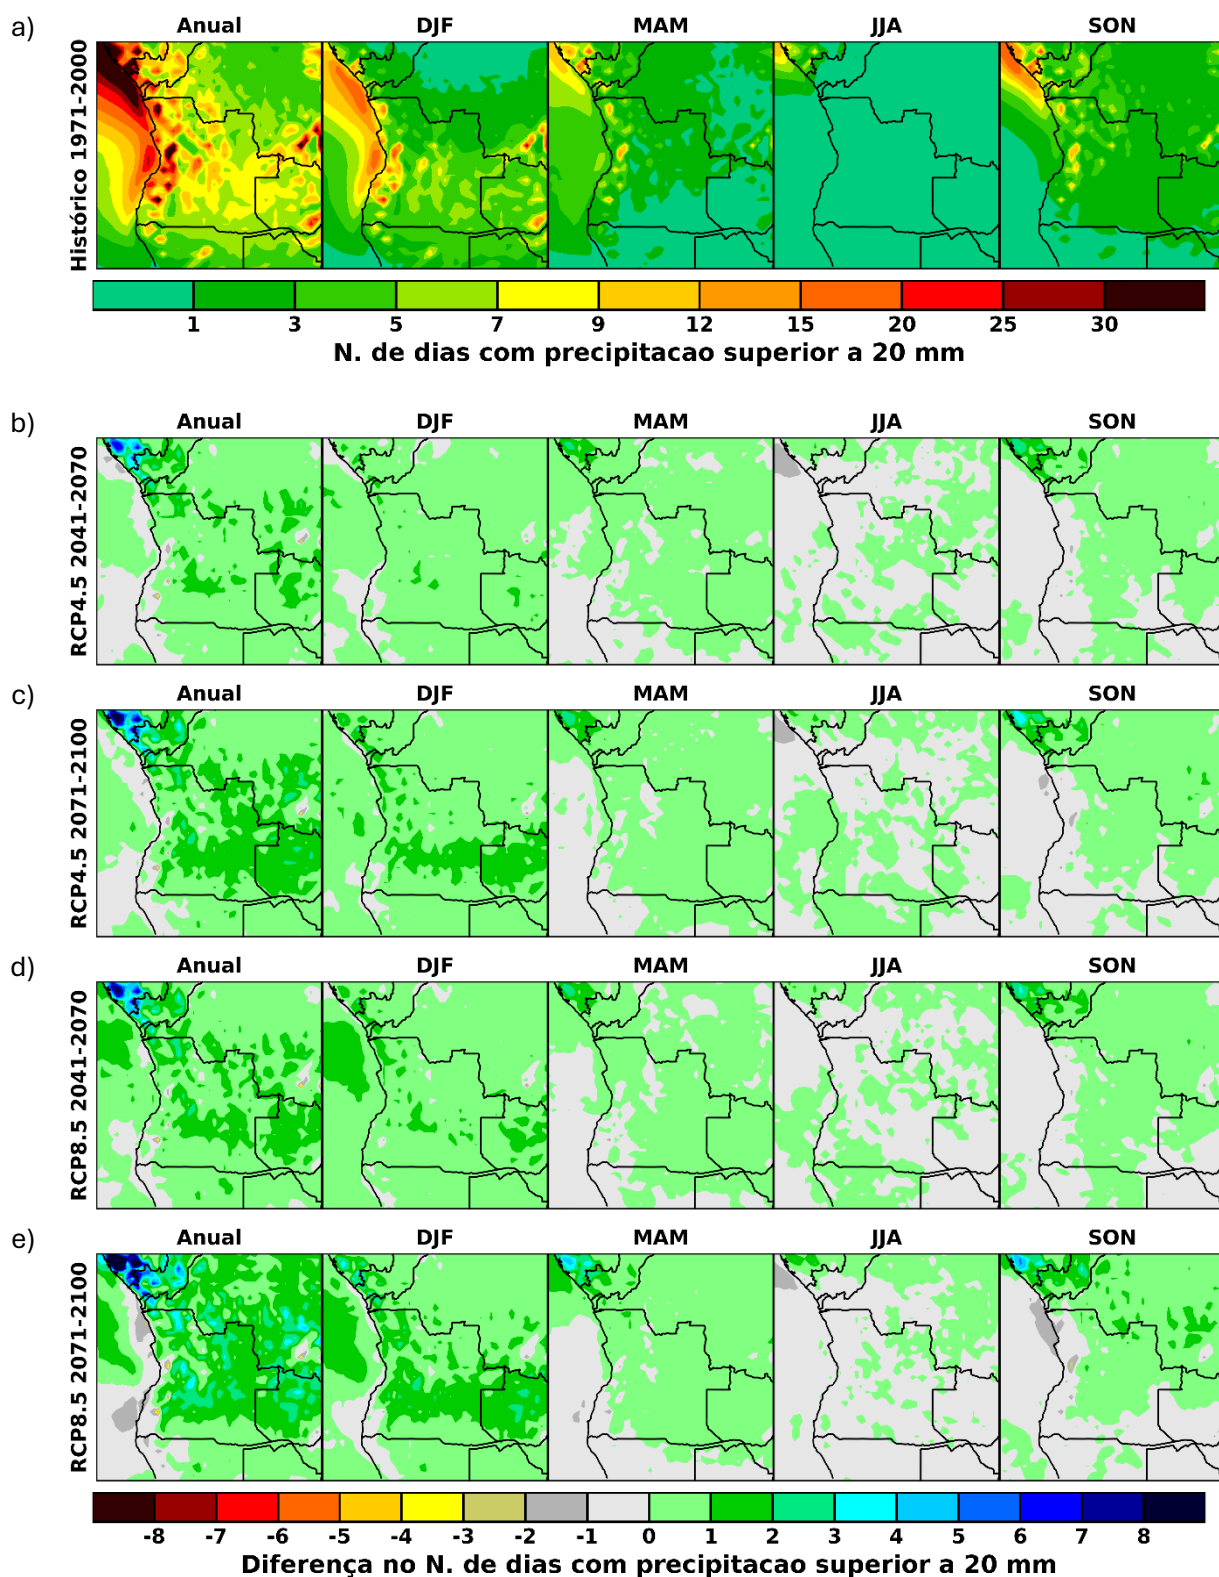 a)
Anual DJF MAM JJA SON
Histórico 1971-2000
1 3 5 7 9 12 15 20 25 30
N. de dias com precipitacao superior a 20 mm
b)
Anual DJF MAM JJA SON
RCP4.5 2041-2070
c)
Anual DJF MAM JJA SON
RCP4.5 2071-2100
d)
Anual DJF MAM JJA SON
RCP8.5 2041-2070
e)
Anual DJF MAM JJA SON
RCP8.5 2071-2100
-8 -7 -6 -5 -4 -3 -2 -1 0 1 2 3 4 5 6 7 8
Diferença no N. de dias com precipitacao superior a 20 mm